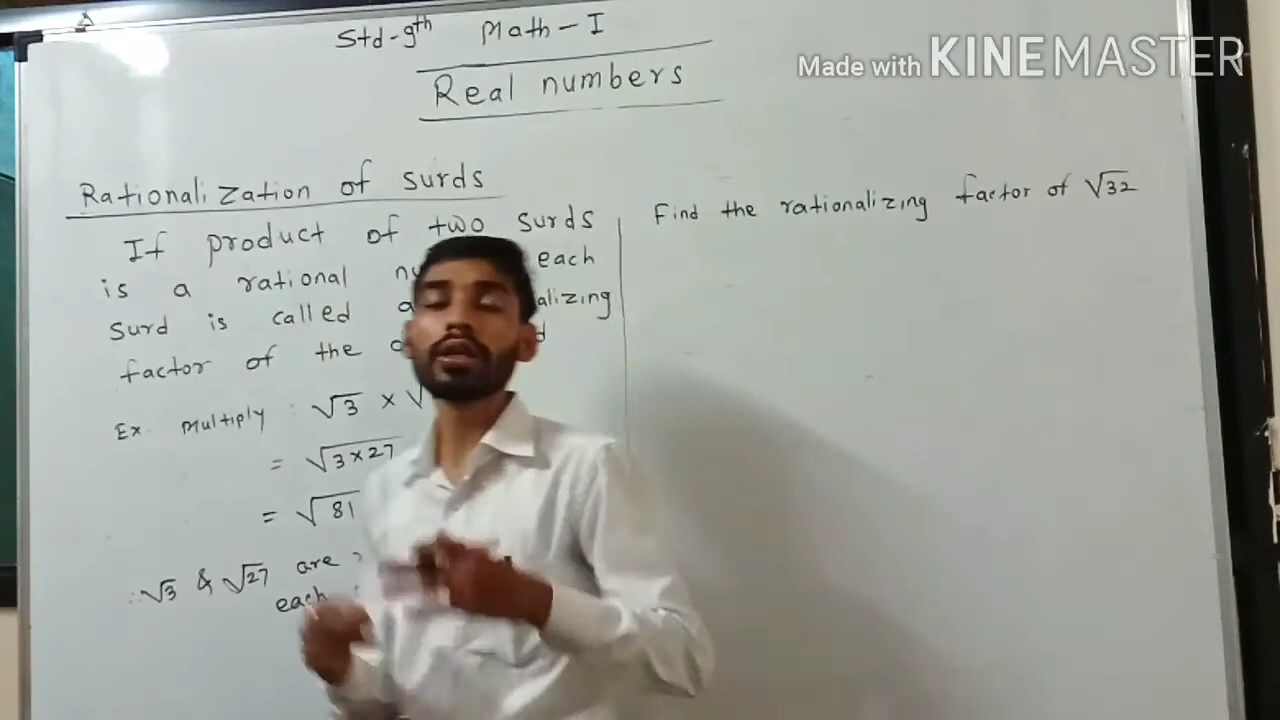 Std-9th Math-I
Made with KINEMASTER
Real numbers
Rationalization of surds
If product of two surds
is a rational each
surd is called
factor of the
Ex Multiply : √3 ×
= √3×27
= √81
∴ √3 & √27 are
each
Find the rationalizing factor of √32